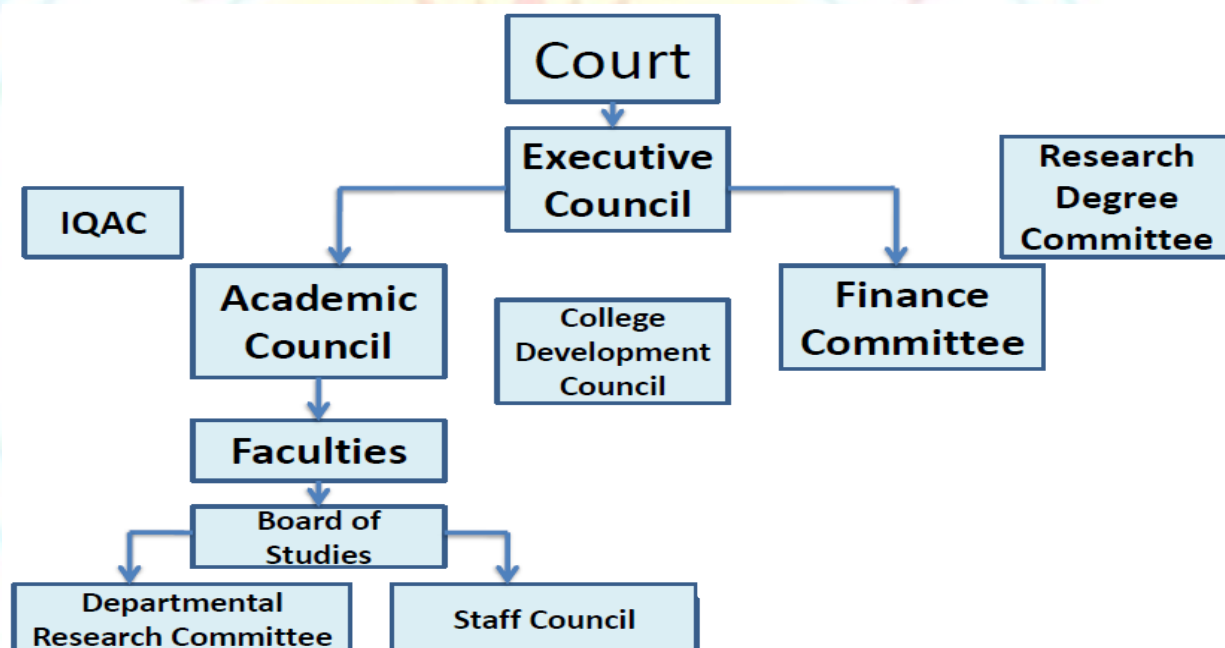 Court
Executive
Council
Research
Degree
Committee
IQAC
Academic
Council
College
Development
Council
Finance
Committee
Faculties
Board of
Studies
Departmental
Research Committee
Staff Council